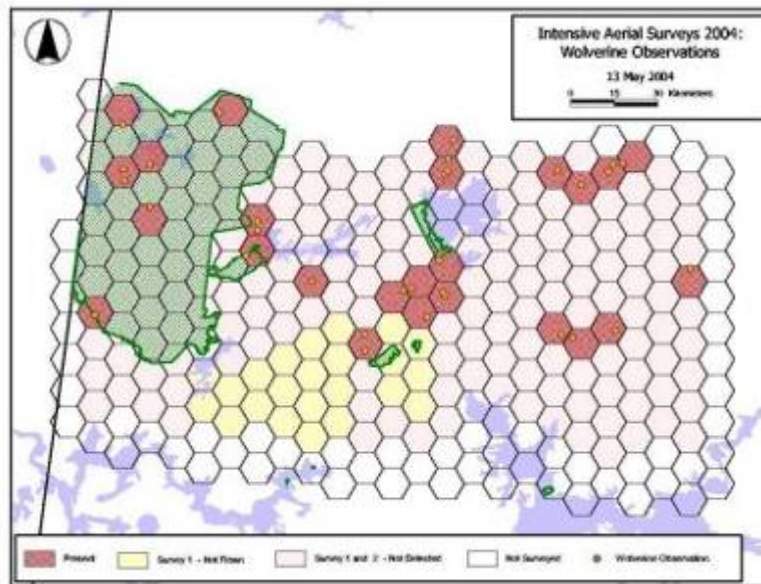 Intensive Aerial Surveys 2004:
Wolverine Observations
13 May 2004
0 15 30 Kilometers
Present
Survey 1 - Not Flown
Survey 1 and 2 - Not Detected
Not Surveyed
Wolverine Observation